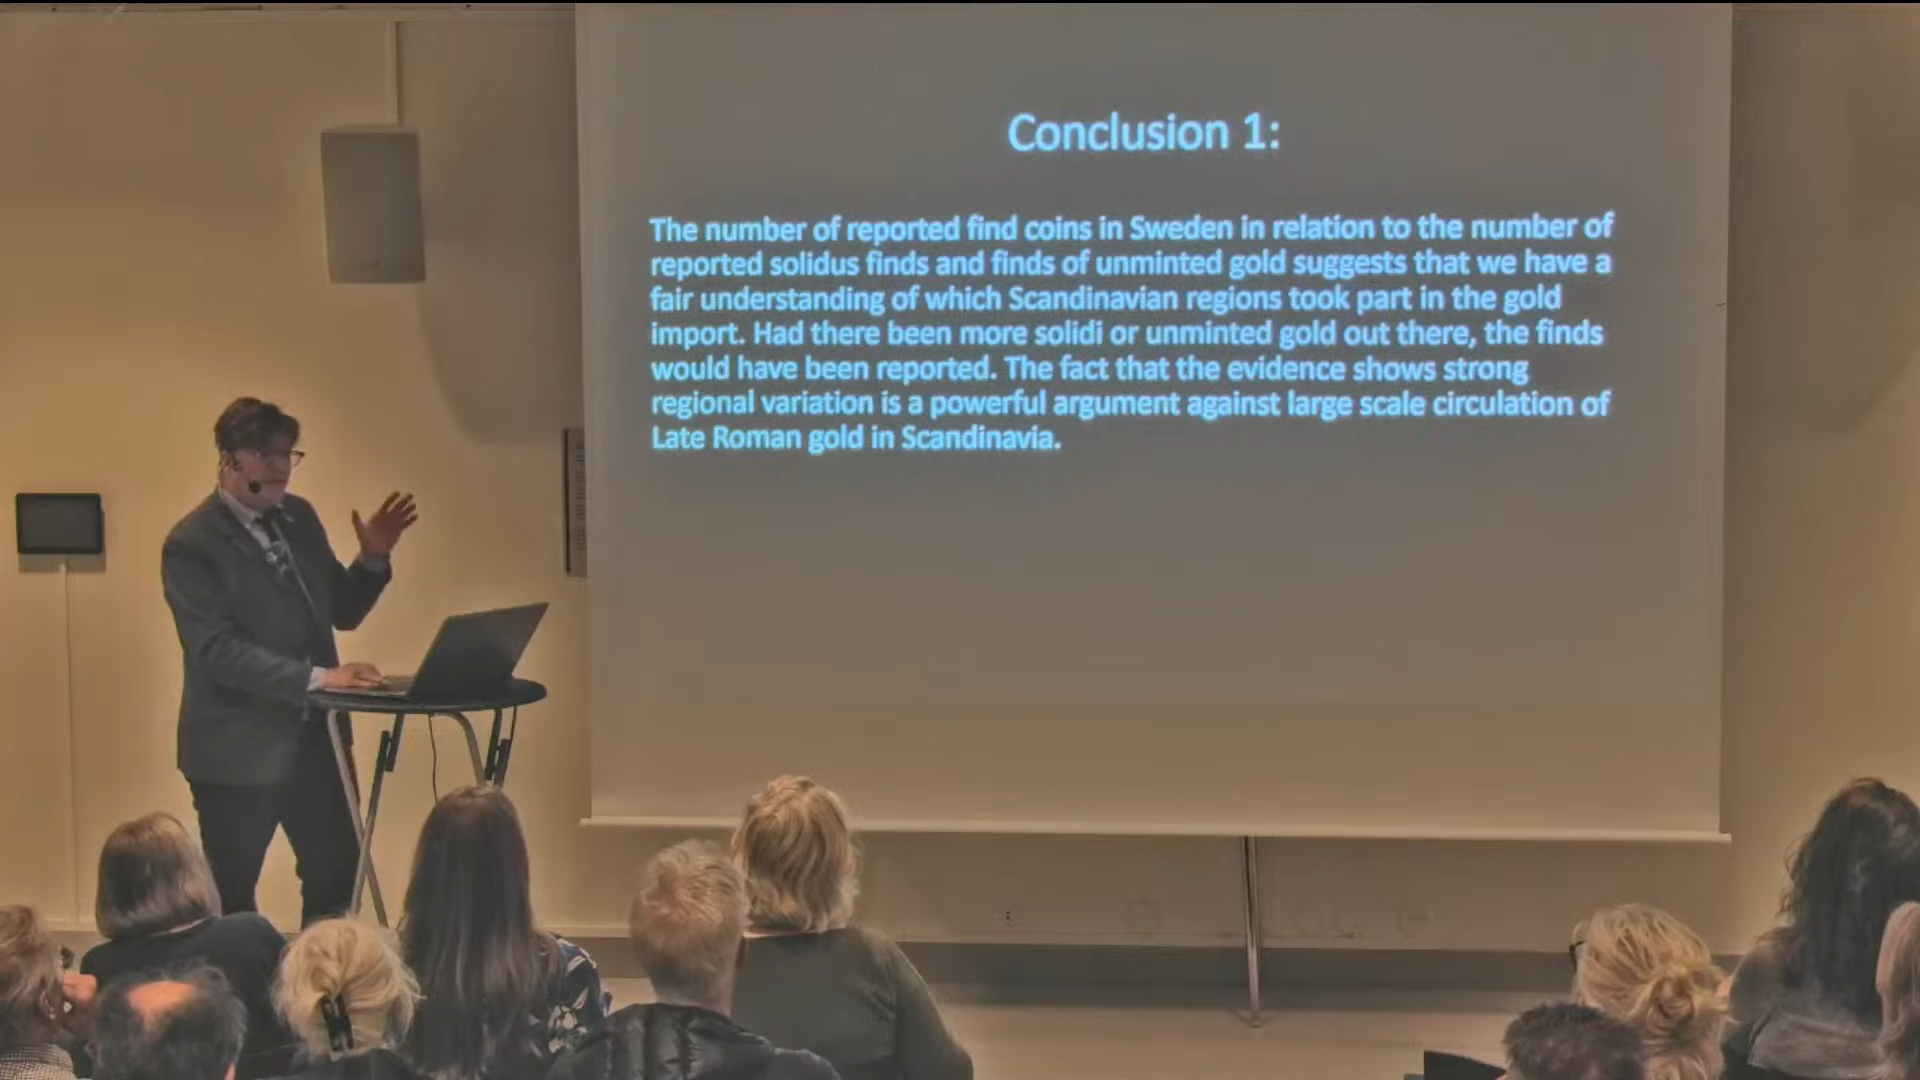 Conclusion 1:
The number of reported find coins in Sweden in relation to the number of
reported solidus finds and finds of unminted gold suggests that we have a
fair understanding of which Scandinavian regions took part in the gold
import. Had there been more solidi or unminted gold out there, the finds
would have been reported. The fact that the evidence shows strong
regional variation is a powerful argument against large scale circulation of
Late Roman gold in Scandinavia.